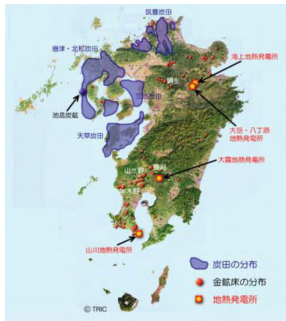 筑豊炭田
唐津・北松炭田
滝上地熱発電所
鯛生
三池炭田
池島炭鉱
大岳・八丁原
地熱発電所
天草炭田
大霧地熱発電所
山ヶ野
菱刈
串木野
山川地熱発電所
炭田の分布
金鉱床の分布
地熱発電所
© TRIC